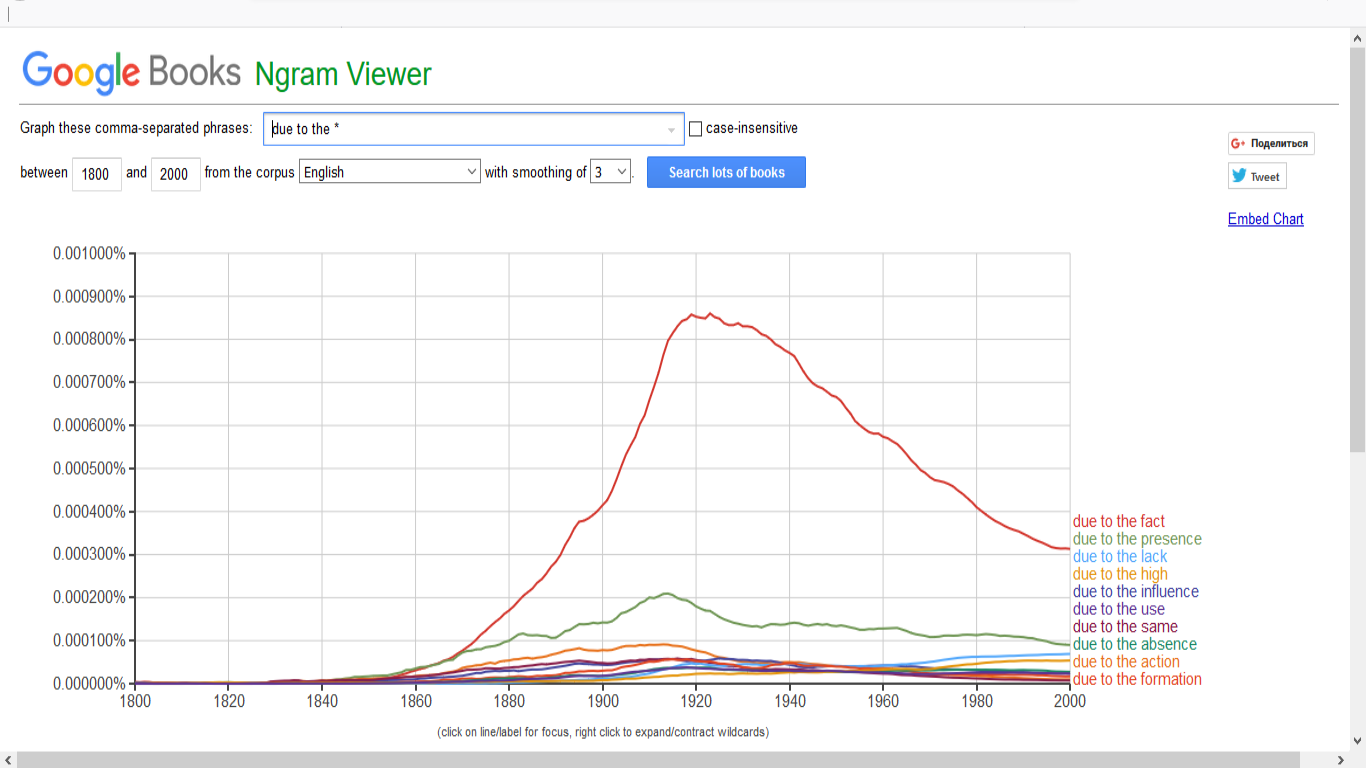 Google Books Ngram Viewer
Graph these comma-separated phrases: due to the * case-insensitive
between 1800 and 2000 from the corpus English with smoothing of 3 . Search lots of books
G+ Поделиться
Tweet
Embed Chart
0.001000%
0.000900%
0.000800%
0.000700%
0.000600%
0.000500%
0.000400%
0.000300%
0.000200%
0.000100%
0.000000%
1800 1820 1840 1860 1880 1900 1920 1940 1960 1980 2000
due to the fact
due to the presence
due to the lack
due to the high
due to the influence
due to the use
due to the same
due to the absence
due to the action
due to the formation
(click on line/label for focus, right click to expand/contract wildcards)